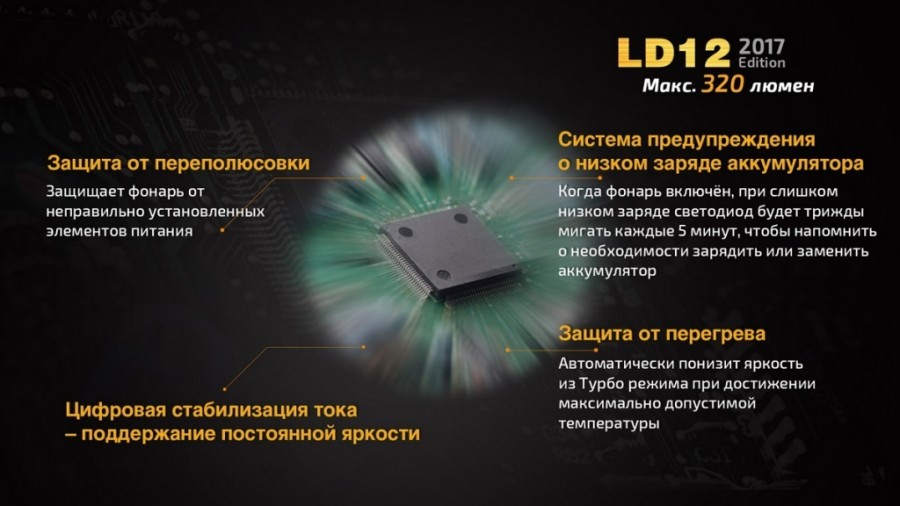 LD12 2017 Edition
Макс. 320 люмен
Защита от переполюсовки
Защищает фонарь от
неправильно установленных
элементов питания
Система предупреждения
о низком заряде аккумулятора
Когда фонарь включён, при слишком
низком заряде светодиод будет трижды
мигать каждые 5 минут, чтобы напомнить
о необходимости зарядить или заменить
аккумулятор
Цифровая стабилизация тока
– поддержание постоянной яркости
Защита от перегрева
Автоматически понизит яркость
из Турбо режима при достижении
максимально допустимой
температуры